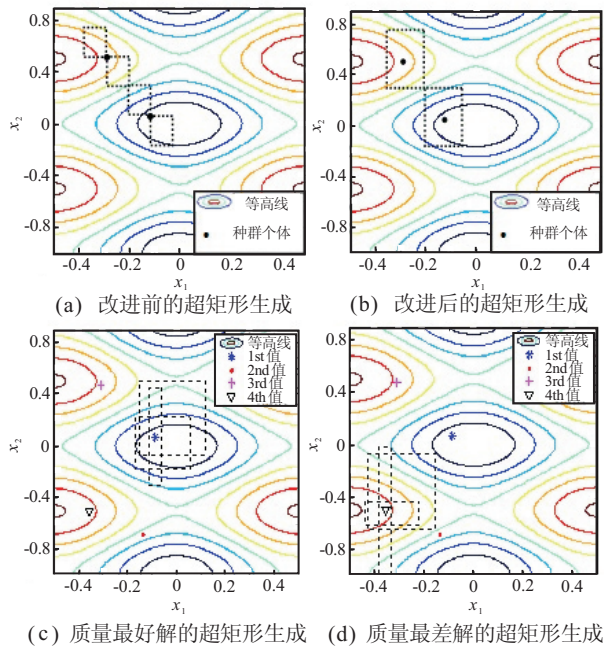 0.8
0.4
0
-0.4
-0.8
x2
等高线
种群个体
-0.4 -0.2 0 0.2 0.4
x1
(a) 改进前的超矩形生成
0.8
0.4
0
-0.4
-0.8
x2
等高线
种群个体
-0.4 -0.2 0 0.2 0.4
x1
(b) 改进后的超矩形生成
0.8
0.4
0
-0.4
-0.8
x2
等高线
1st值
2nd值
3rd值
4th值
-0.4 -0.2 0 0.2 0.4
x1
(c) 质量最好解的超矩形生成
0.8
0.4
0
-0.4
-0.8
x2
等高线
1st值
2nd值
3rd值
4th值
-0.4 -0.2 0 0.2 0.4
x1
(d) 质量最差解的超矩形生成